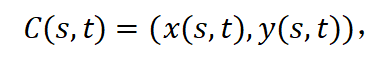 C(s, t) = (x(s, t), y(s, t)),